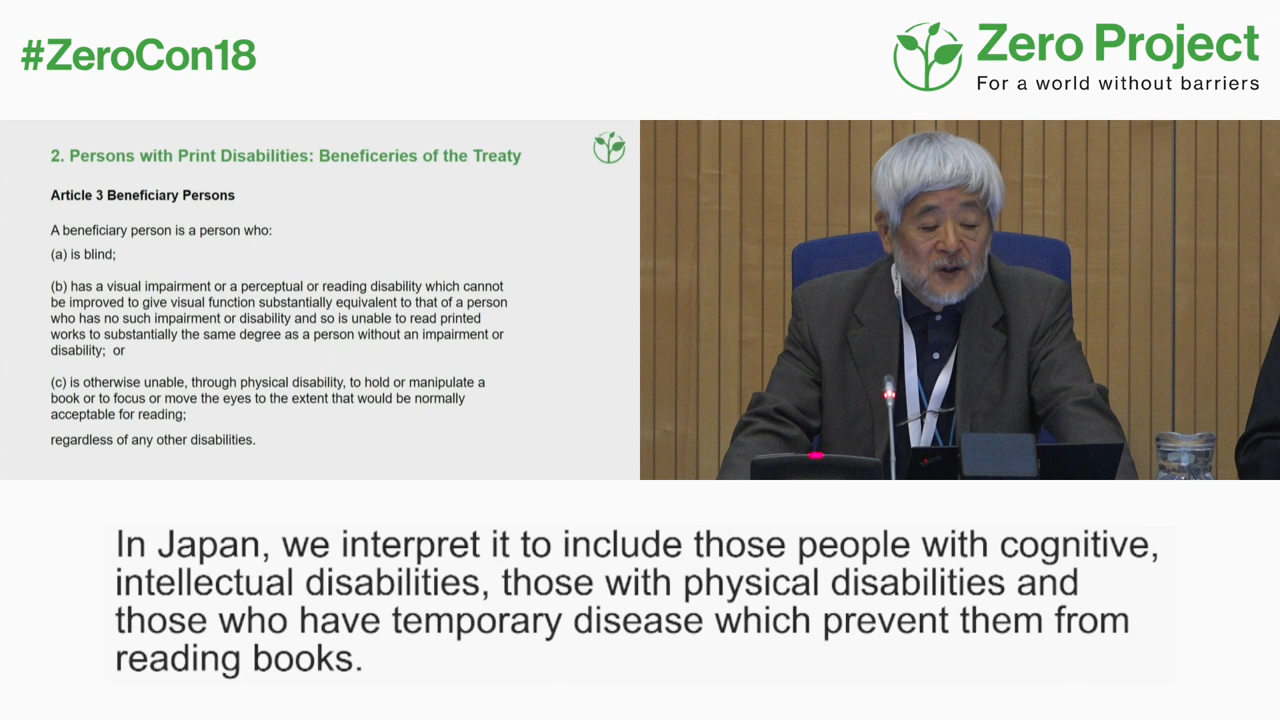 #ZeroCon18
Zero Project
For a world without barriers
2. Persons with Print Disabilities: Beneficeries of the Treaty
Article 3 Beneficiary Persons
A beneficiary person is a person who:
(a) is blind;
(b) has a visual impairment or a perceptual or reading disability which cannot
be improved to give visual function substantially equivalent to that of a person
who has no such impairment or disability and so is unable to read printed
works to substantially the same degree as a person without an impairment or
disability; or
(c) is otherwise unable, through physical disability, to hold or manipulate a
book or to focus or move the eyes to the extent that would be normally
acceptable for reading;
regardless of any other disabilities.
In Japan, we interpret it to include those people with cognitive,
intellectual disabilities, those with physical disabilities and
those who have temporary disease which prevent them from
reading books.